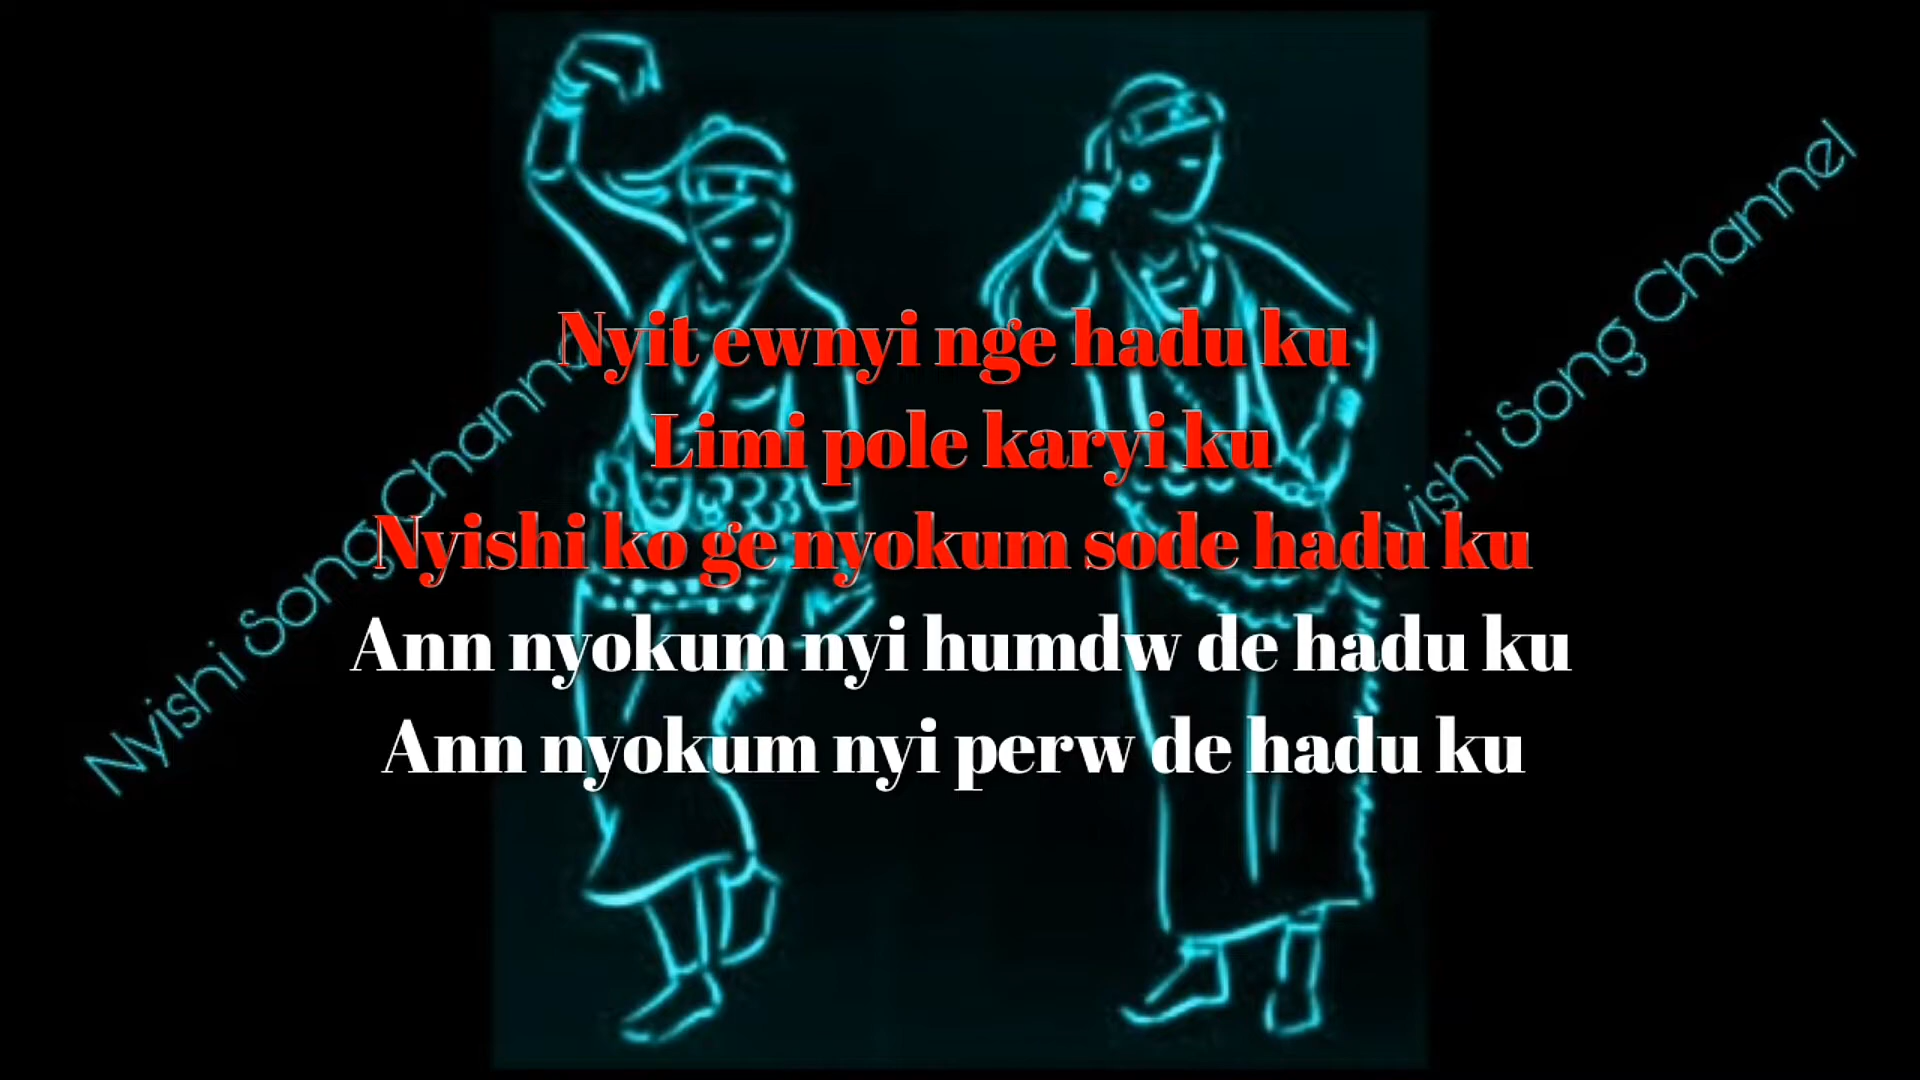 Nyit ewnyi nge hadu ku
Limi pole karyi ku
Nyishi ko ge nyokum sode hadu ku
Ann nyokum nyi humdw de hadu ku
Ann nyokum nyi perw de hadu ku
Nyishi Song Channel
Nyishi Song Channel